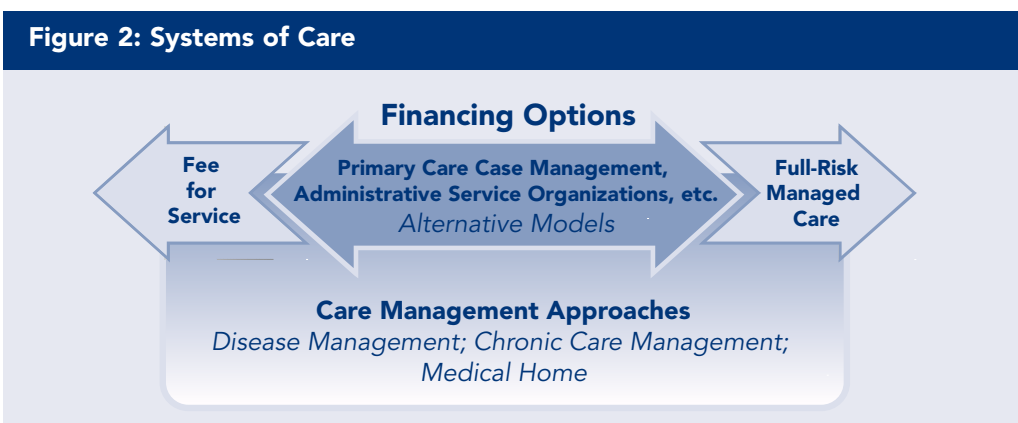 Figure 2: Systems of Care
Financing Options
Fee
for
Service
Primary Care Case Management,
Administrative Service Organizations, etc.
Alternative Models
Full-Risk
Managed
Care
Care Management Approaches
Disease Management; Chronic Care Management;
Medical Home